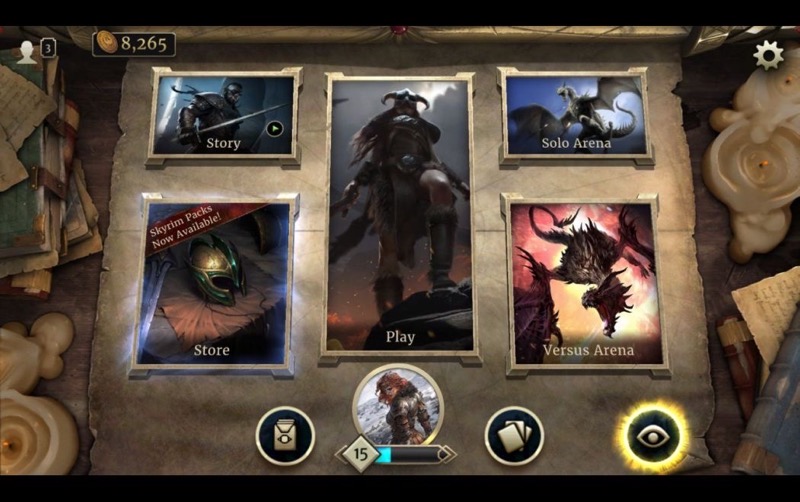 3
8,265
Story
Solo Arena
Skyrim Packs
Now Available!
Play
Store
Versus Arena
15